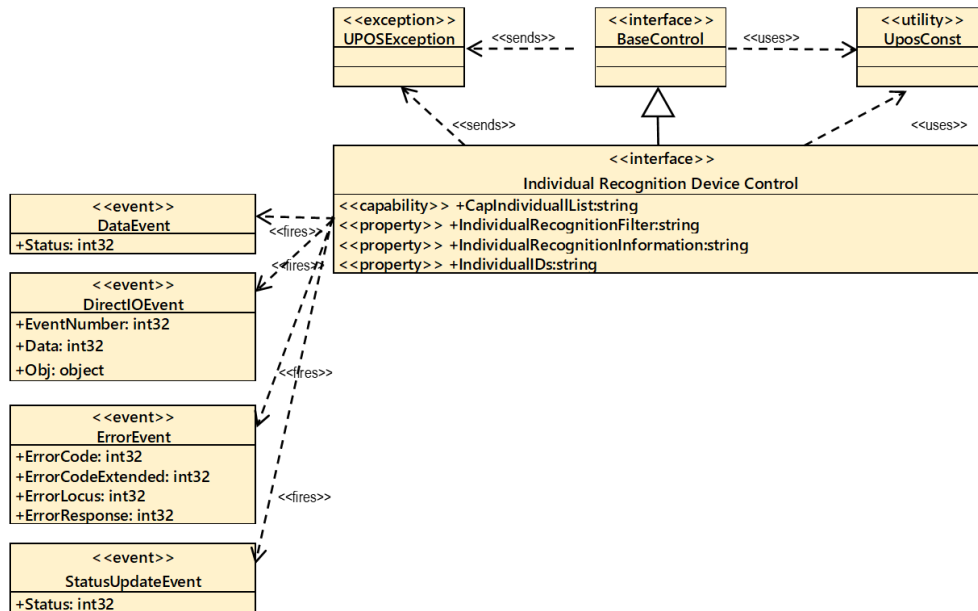 <<exception>>
UPOSException
<<sends>>
<<interface>>
BaseControl
<<uses>>
<<utility>>
UposConst
<<sends>>
<<uses>>
<<interface>>
Individual Recognition Device Control
<<capability>> +CapIndividuallList:string
<<property>> +IndividualRecognitionFilter:string
<<property>> +IndividualRecognitionInformation:string
<<property>> +IndividualIDs:string
<<event>>
DataEvent
+Status: int32
<<fires>>
<<fires>>
<<event>>
DirectIOEvent
+EventNumber: int32
+Data: int32
+Obj: object
<<fires>>
<<event>>
ErrorEvent
+ErrorCode: int32
+ErrorCodeExtended: int32
+ErrorLocus: int32
+ErrorResponse: int32
<<fires>>
<<event>>
StatusUpdateEvent
+Status: int32